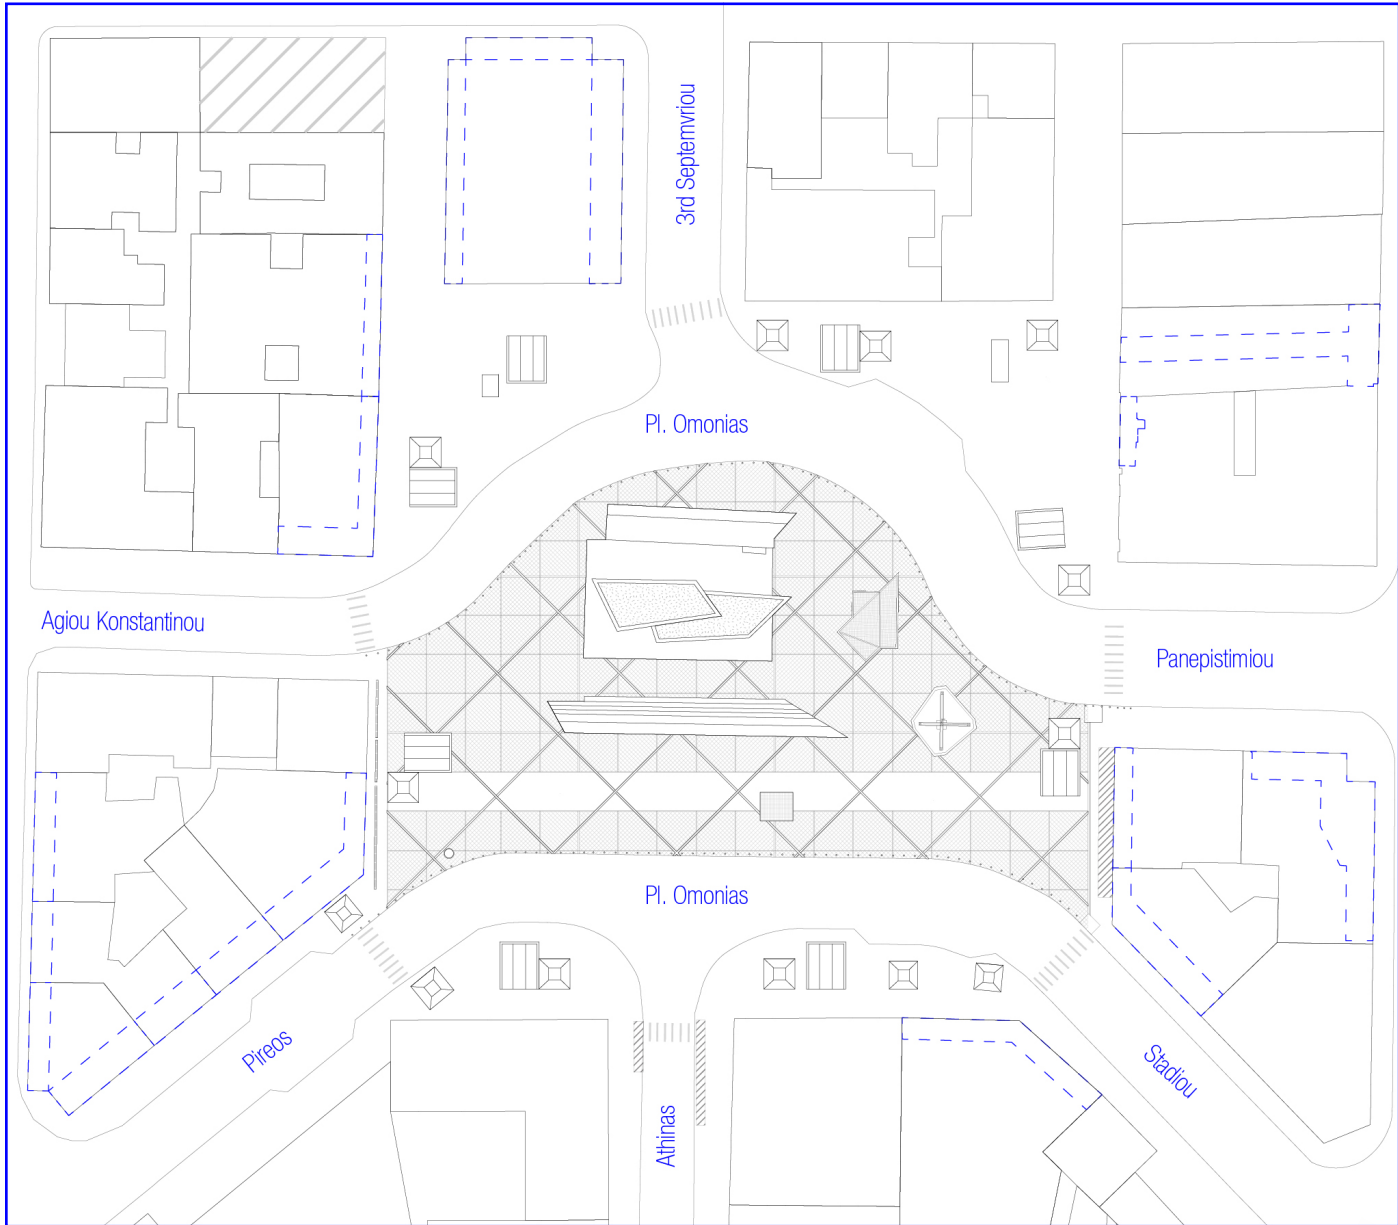 3rd Septemvriou
Pl. Omonias
Agiou Konstantinou
Panepistimiou
Pl. Omonias
Pireos
Stadiou
Athinas